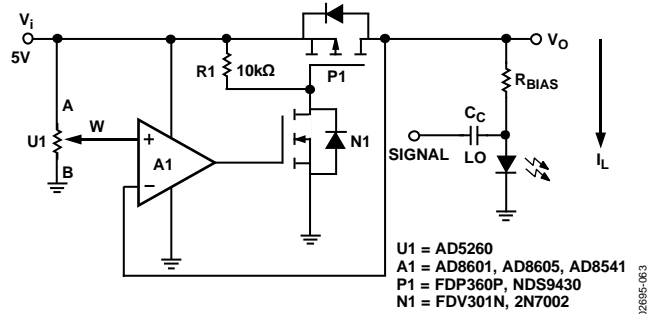 Vi
5V
A
U1
W
B
+
A1
−
R1
10kΩ
P1
N1
VO
RBIAS
CC
SIGNAL
LO
IL
U1 = AD5260
A1 = AD8601, AD8605, AD8541
P1 = FDP360P, NDS9430
N1 = FDV301N, 2N7002
02695-063